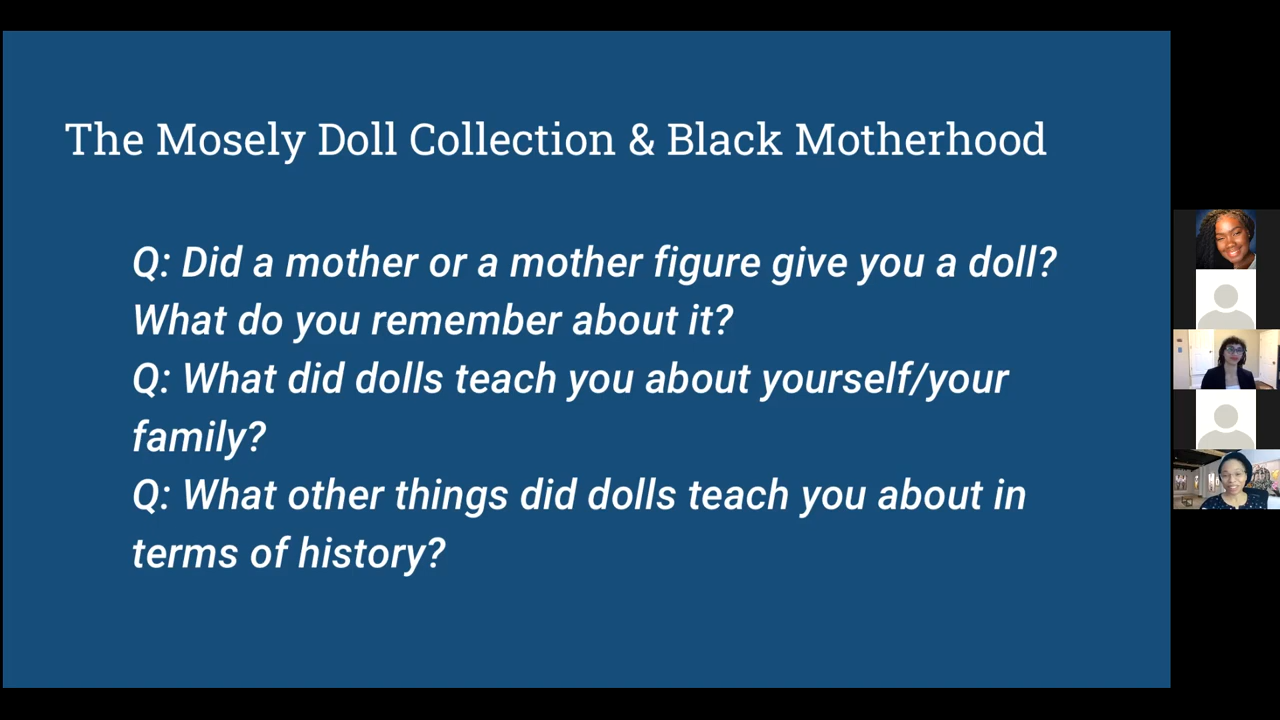 The Mosely Doll Collection & Black Motherhood
Q: Did a mother or a mother figure give you a doll?
What do you remember about it?
Q: What did dolls teach you about yourself/your
family?
Q: What other things did dolls teach you about in
terms of history?